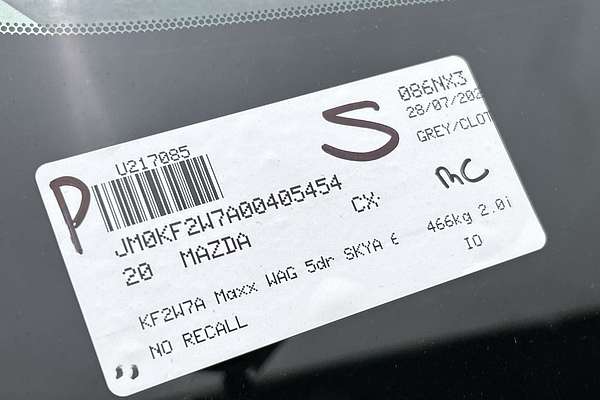 P
U217085
S
086NX3
28/07/202
GREY/CLOT
JM0KF2W7A00405454
CX-
mC
20 MAZDA
466kg 2.0i
KF2W7A Maxx WAG 5dr SKYA 6
IO
NO RECALL